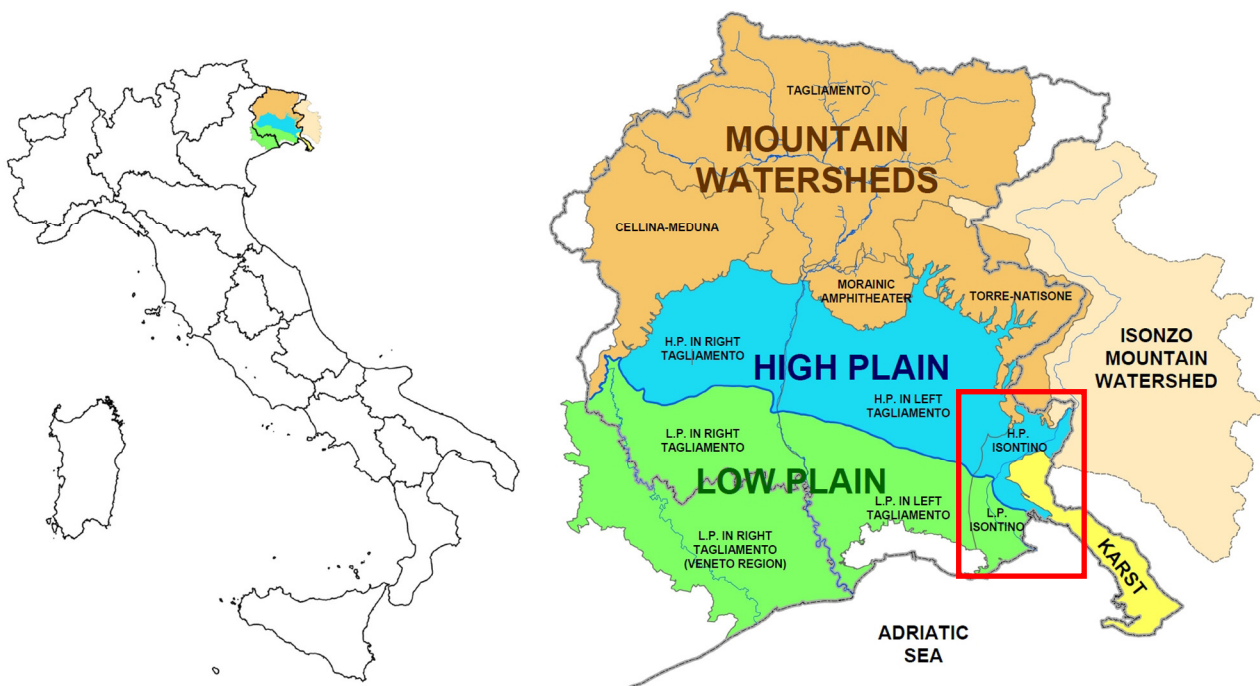 TAGLIAMENTO
MOUNTAIN
WATERSHEDS
CELLINA-MEDUNA
MORAINIC
AMPHITHEATER
TORRE-NATISONE
ISONZO
MOUNTAIN
WATERSHED
H.P. IN RIGHT
TAGLIAMENTO
HIGH PLAIN
H.P. IN LEFT
TAGLIAMENTO
H.P.
ISONTINO
L.P. IN RIGHT
TAGLIAMENTO
LOW PLAIN
L.P. IN LEFT
TAGLIAMENTO
L.P.
ISONTINO
L.P. IN RIGHT
TAGLIAMENTO
(VENETO REGION)
KARST
ADRIATIC
SEA